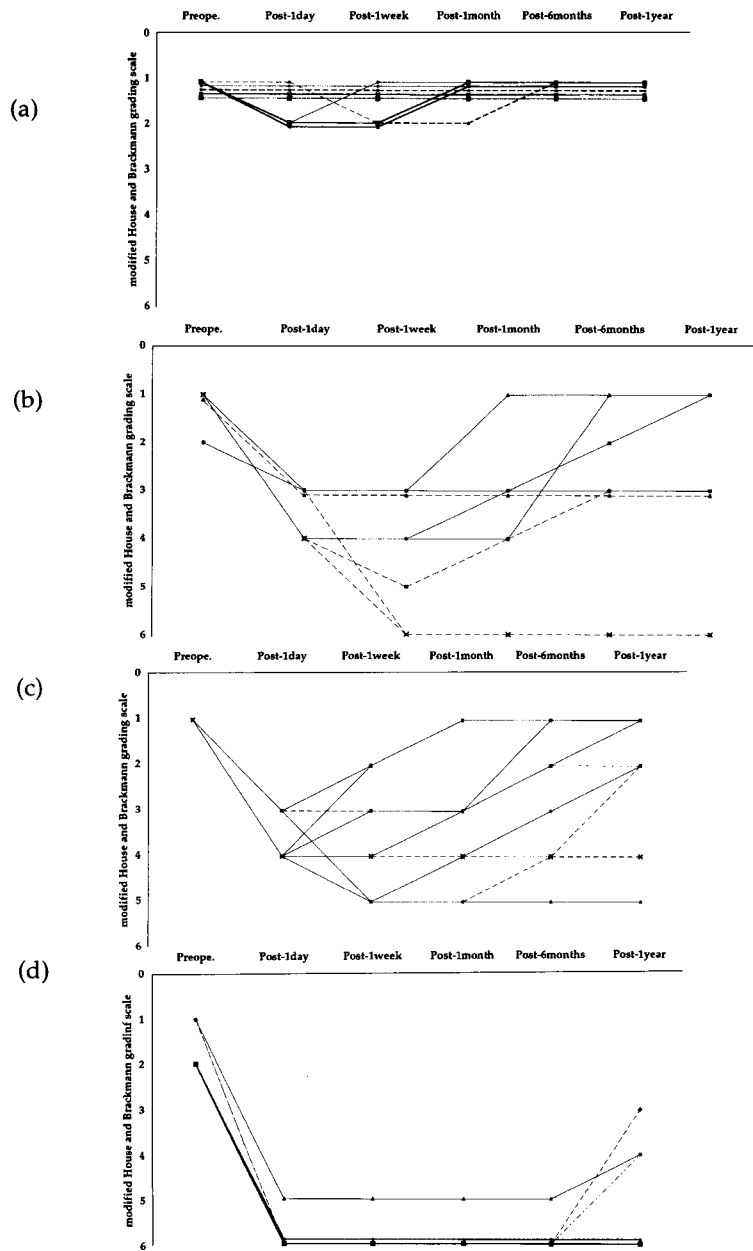 Preope. Post-1day Post-1week Post-1month Post-6months Post-1year
(a)
modified House and Brackmann grading scale
0
1
2
3
4
5
6
Preope. Post-1day Post-1week Post-1month Post-6months Post-1year
(b)
modified House and Brackmann grading scale
0
1
2
3
4
5
6
(c)
Preope. Post-1day Post-1week Post-1month Post-6months Post-1year
modified House and Brackmann grading scale
0
1
2
3
4
5
6
(d)
Preope. Post-1day Post-1week Post-1month Post-6months Post-1year
modified House and Brackmann gradinf scale
0
1
2
3
4
5
6